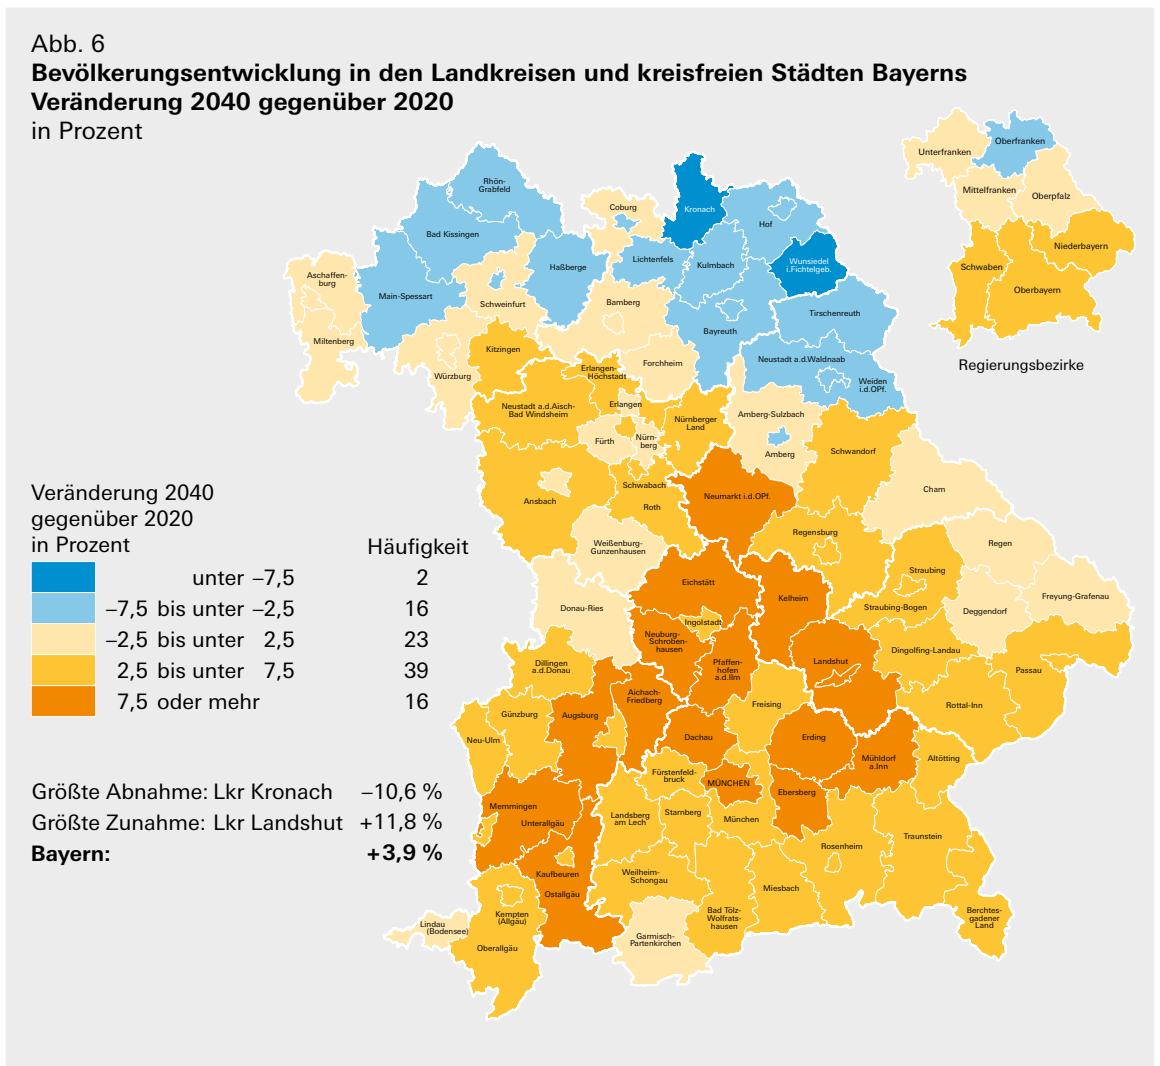 Abb. 6
Bevölkerungsentwicklung in den Landkreisen und kreisfreien Städten Bayerns
Veränderung 2040 gegenüber 2020
in Prozent
Unterfranken
Oberfranken
Mittelfranken
Oberpfalz
Niederbayern
Schwaben
Oberbayern
Regierungsbezirke
Rhön-
Grabfeld
Coburg
Kronach
Hof
Bad Kissingen
Lichtenfels
Kulmbach
Wunsiedel
i.Fichtelgeb.
Haßberge
Aschaffen-
burg
Main-Spessart
Schweinfurt
Bamberg
Tirschenreuth
Bayreuth
Miltenberg
Kitzingen
Würzburg
Forchheim
Neustadt a.d.Waldnaab
Weiden
i.d.OPf.
Erlangen-
Höchstadt
Erlangen
Neustadt a.d.Aisch-
Bad Windsheim
Nürnberger
Land
Amberg-Sulzbach
Fürth
Nürn-
berg
Amberg
Schwandorf
Schwabach
Ansbach
Roth
Neumarkt i.d.OPf.
Cham
Regensburg
Weißenburg-
Gunzenhausen
Regen
Straubing
Eichstätt
Kelheim
Freyung-Grafenau
Donau-Ries
Straubing-Bogen
Deggendorf
Ingolstadt
Neuburg-
Schroben-
hausen
Dingolfing-Landau
Dillingen
a.d.Donau
Pfaffen-
hofen
a.d.Ilm
Landshut
Passau
Aichach-
Friedberg
Freising
Rottal-Inn
Günzburg
Augsburg
Neu-Ulm
Dachau
Erding
Mühldorf
a.Inn
Altötting
Fürstenfeld-
bruck
MÜNCHEN
Ebersberg
Memmingen
Unterallgäu
Landsberg
am Lech
Starnberg
München
Traunstein
Rosenheim
Kaufbeuren
Ostallgäu
Weilheim-
Schongau
Miesbach
Kempten
(Allgäu)
Bad Tölz-
Wolfrats-
hausen
Berchtes-
gadener
Land
Lindau
(Bodensee)
Oberallgäu
Garmisch-
Partenkirchen
Veränderung 2040
gegenüber 2020
in Prozent Häufigkeit
unter −7,5 2
−7,5 bis unter −2,5 16
−2,5 bis unter 2,5 23
2,5 bis unter 7,5 39
7,5 oder mehr 16
Größte Abnahme: Lkr Kronach −10,6 %
Größte Zunahme: Lkr Landshut +11,8 %
Bayern: +3,9 %